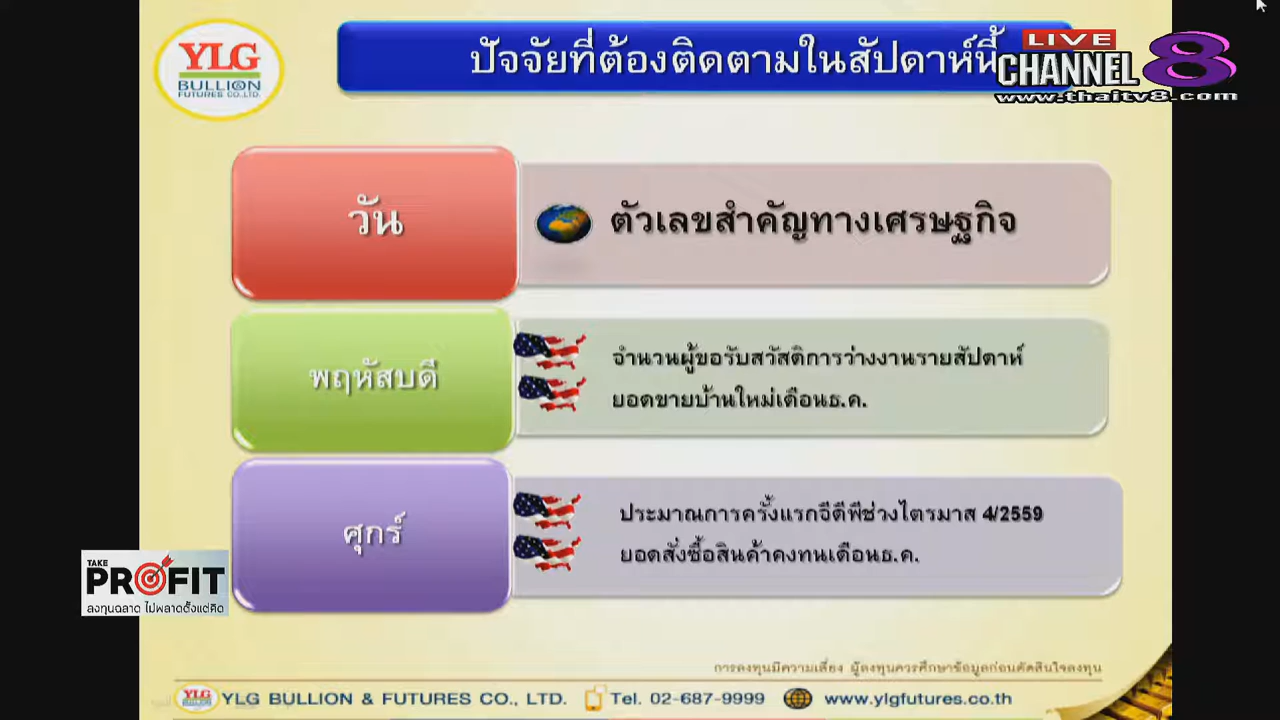 YLG
BULLION
FUTURES CO.,LTD.
ปัจจัยที่ต้องติดตามในสัปดาห์นี้
LIVE
CHANNEL 8
www.thaitv8.com
วัน
ตัวเลขสำคัญทางเศรษฐกิจ
พฤหัสบดี
จำนวนผู้ขอรับสวัสดิการว่างงานรายสัปดาห์
ยอดขายบ้านใหม่เดือนธ.ค.
ศุกร์
ประมาณการครั้งแรกจีดีพีช่วงไตรมาส 4/2559
ยอดสั่งซื้อสินค้าคงทนเดือนธ.ค.
TAKE
PROFIT
ลงทุนฉลาด ไม่พลาดตั้งแต่คิด
การลงทุนมีความเสี่ยง ผู้ลงทุนควรศึกษาข้อมูลก่อนตัดสินใจลงทุน
YLG YLG BULLION & FUTURES CO., LTD. Tel. 02-687-9999 www.ylgfutures.co.th